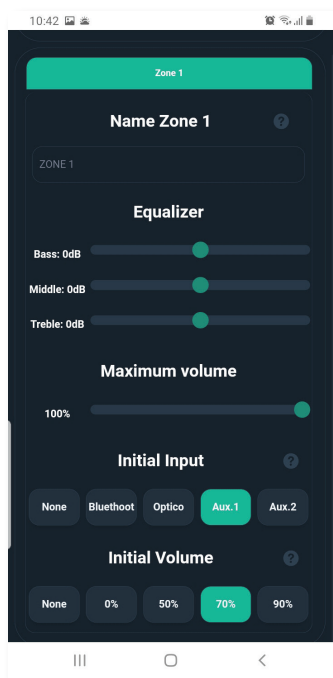 10:42
Zone 1
Name Zone 1 ?
ZONE 1
Equalizer
Bass: 0dB
Middle: 0dB
Treble: 0dB
Maximum volume
100%
Initial Input ?
None Bluethoot Optico Aux.1 Aux.2
Initial Volume ?
None 0% 50% 70% 90%